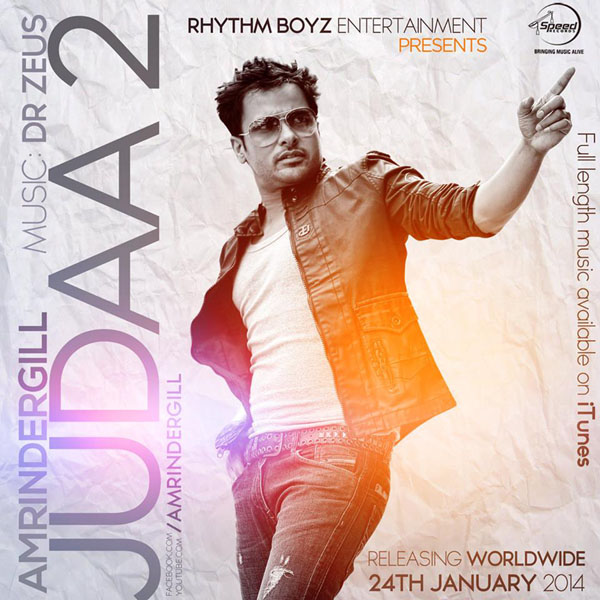 RHYTHM BOYZ ENTERTAINMENT
PRESENTS
Speed
RECORDS
BRINGING MUSIC ALIVE
AMRINDERGILL MUSIC: DR ZEUS
JUDAA 2
FACEBOOK.COM
YOUTUBE.COM
/AMRINDERGILL
Full length music available on iTunes
RELEASING WORLDWIDE
24TH JANUARY 2014